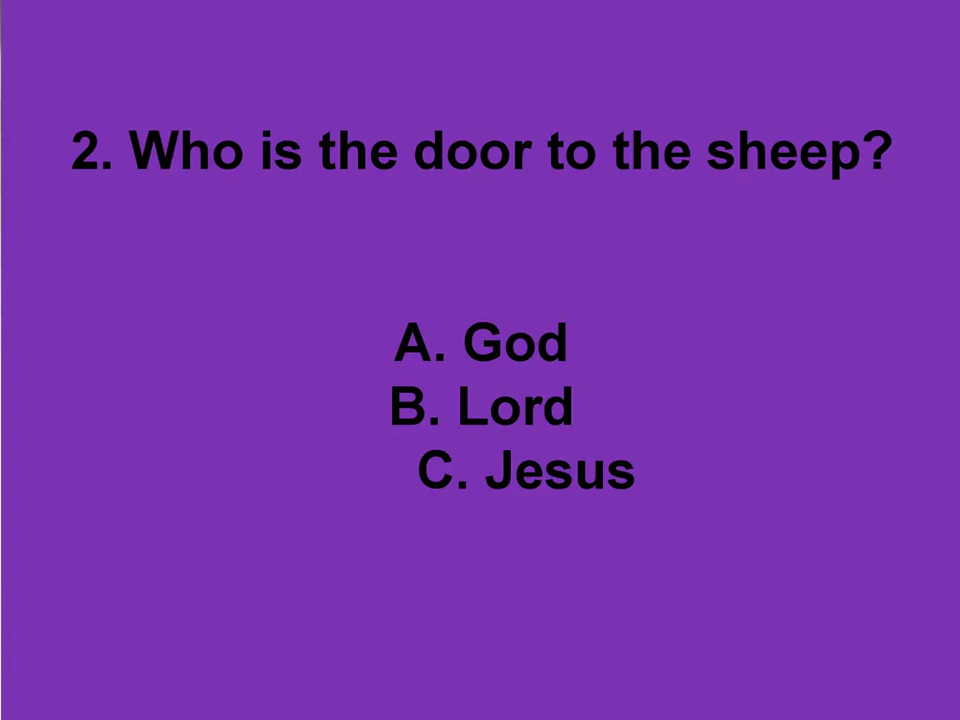 2. Who is the door to the sheep?
A. God
B. Lord
C. Jesus